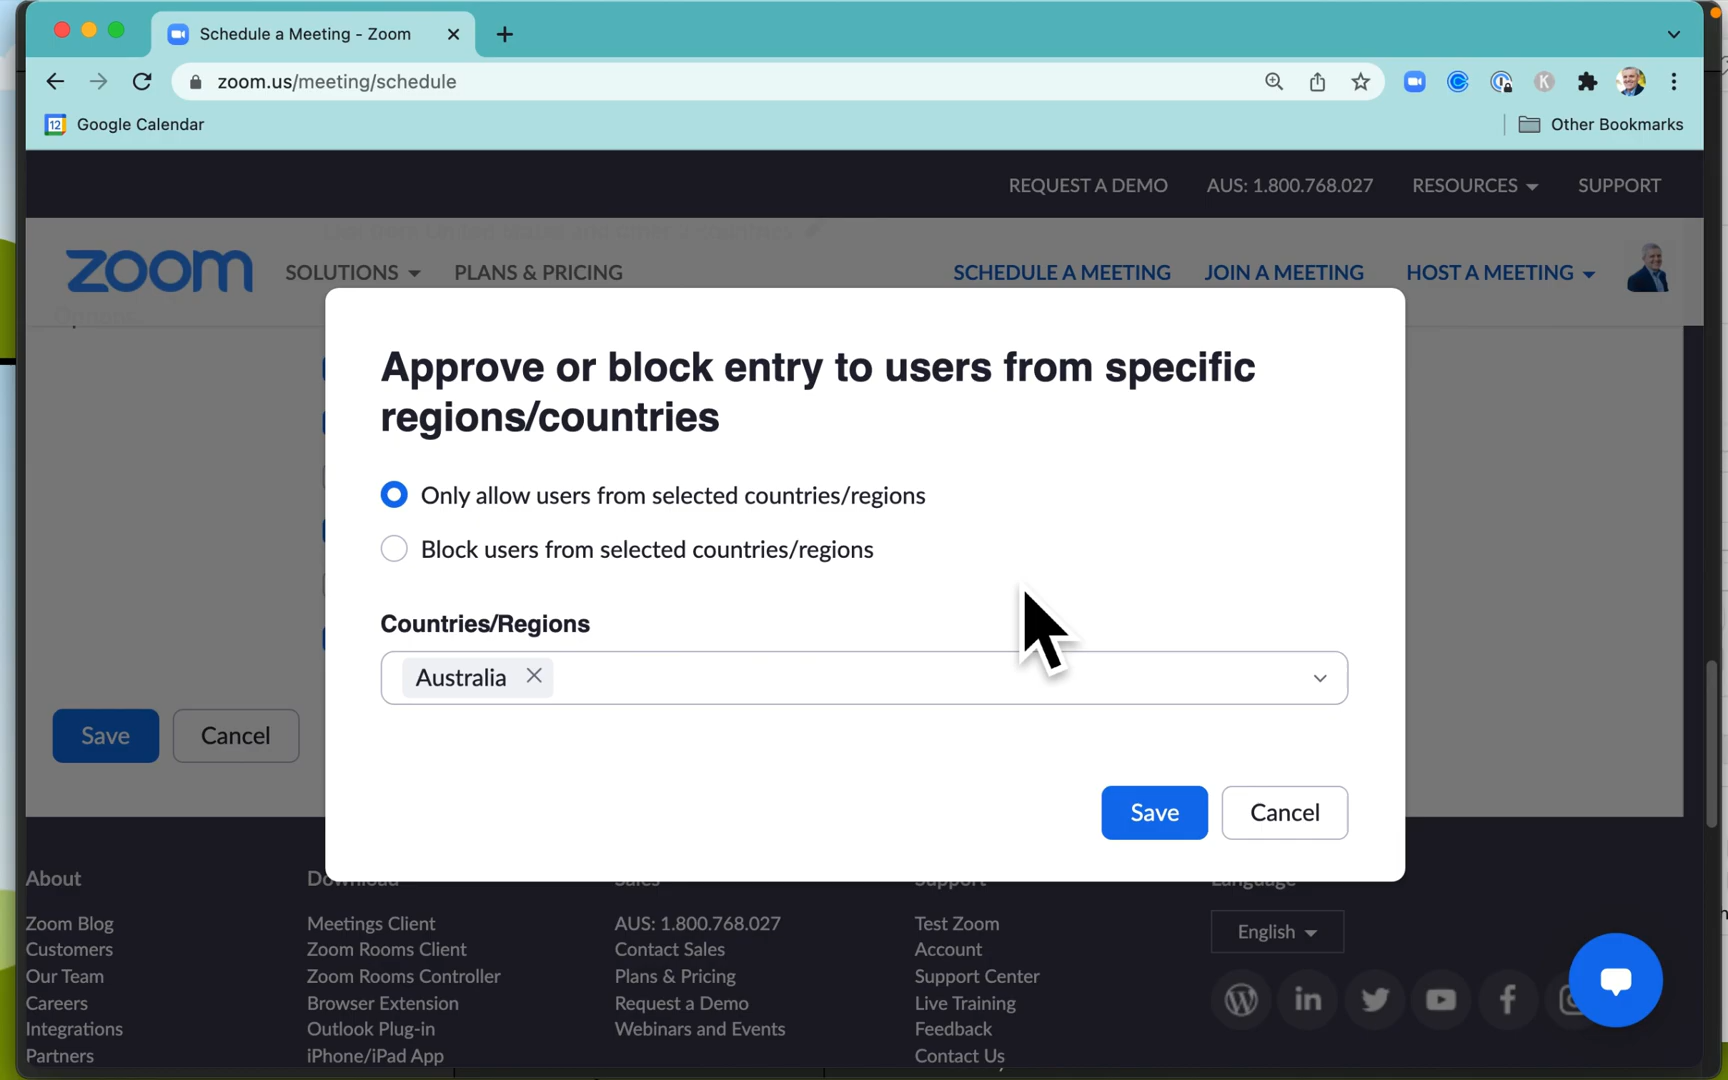 Schedule a Meeting - Zoom
zoom.us/meeting/schedule
K
12 Google Calendar
Other Bookmarks
REQUEST A DEMO AUS: 1.800.768.027 RESOURCES SUPPORT
zoom SOLUTIONS PLANS & PRICING SCHEDULE A MEETING JOIN A MEETING HOST A MEETING
Approve or block entry to users from specific
regions/countries
Only allow users from selected countries/regions
Block users from selected countries/regions
Countries/Regions
Australia
Save Cancel
Save Cancel
About Download Sales Support Language
Zoom Blog Meetings Client AUS: 1.800.768.027 Test Zoom English
Customers Zoom Rooms Client Contact Sales Account
Our Team Zoom Rooms Controller Plans & Pricing Support Center
Careers Browser Extension Request a Demo Live Training
Integrations Outlook Plug-in Webinars and Events Feedback
Partners iPhone/iPad App Contact Us